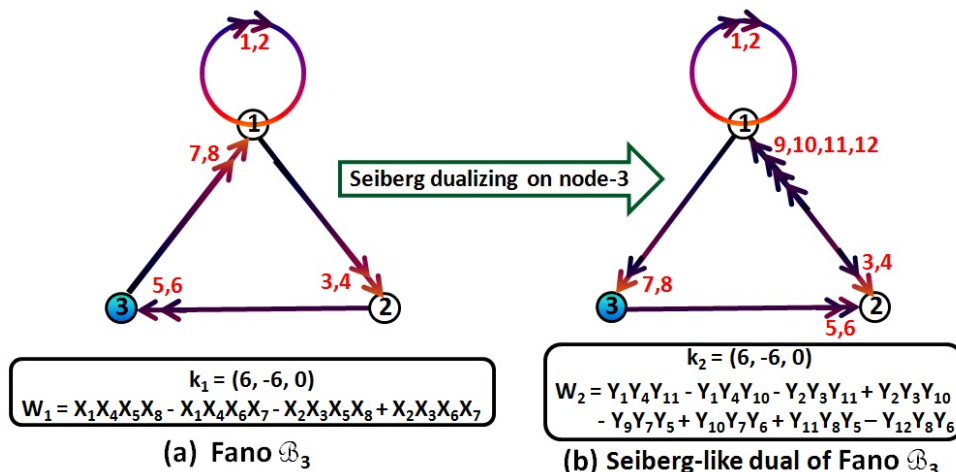 1,2
1
7,8
5,6
3,4
3
2
k₁ = (6, -6, 0)
W₁ = X₁X₄X₅X₈ - X₁X₄X₆X₇ - X₂X₃X₅X₈ + X₂X₃X₆X₇
(a) Fano ℬ₃
Seiberg dualizing on node-3
1,2
1
9,10,11,12
3,4
7,8
5,6
3
2
k₂ = (6, -6, 0)
W₂ = Y₁Y₄Y₁₁ - Y₁Y₄Y₁₀ - Y₂Y₃Y₁₁ + Y₂Y₃Y₁₀
- Y₉Y₇Y₅ + Y₁₀Y₇Y₆ + Y₁₁Y₈Y₅ – Y₁₂Y₈Y₆
(b) Seiberg-like dual of Fano ℬ₃